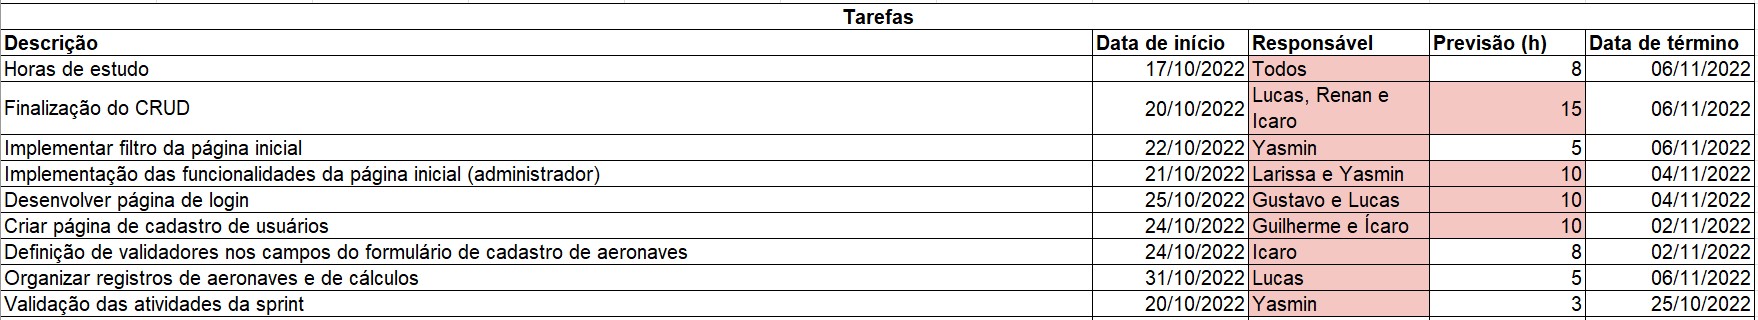 Tarefas
Descrição Data de início Responsável Previsão (h) Data de término
Horas de estudo 17/10/2022 Todos 8 06/11/2022
Finalização do CRUD 20/10/2022 Lucas, Renan e Icaro 15 06/11/2022
Implementar filtro da página inicial 22/10/2022 Yasmin 5 06/11/2022
Implementação das funcionalidades da página inicial (administrador) 21/10/2022 Larissa e Yasmin 10 04/11/2022
Desenvolver página de login 25/10/2022 Gustavo e Lucas 10 04/11/2022
Criar página de cadastro de usuários 24/10/2022 Guilherme e Ícaro 10 02/11/2022
Definição de validadores nos campos do formulário de cadastro de aeronaves 24/10/2022 Icaro 8 02/11/2022
Organizar registros de aeronaves e de cálculos 31/10/2022 Lucas 5 06/11/2022
Validação das atividades da sprint 20/10/2022 Yasmin 3 25/10/2022